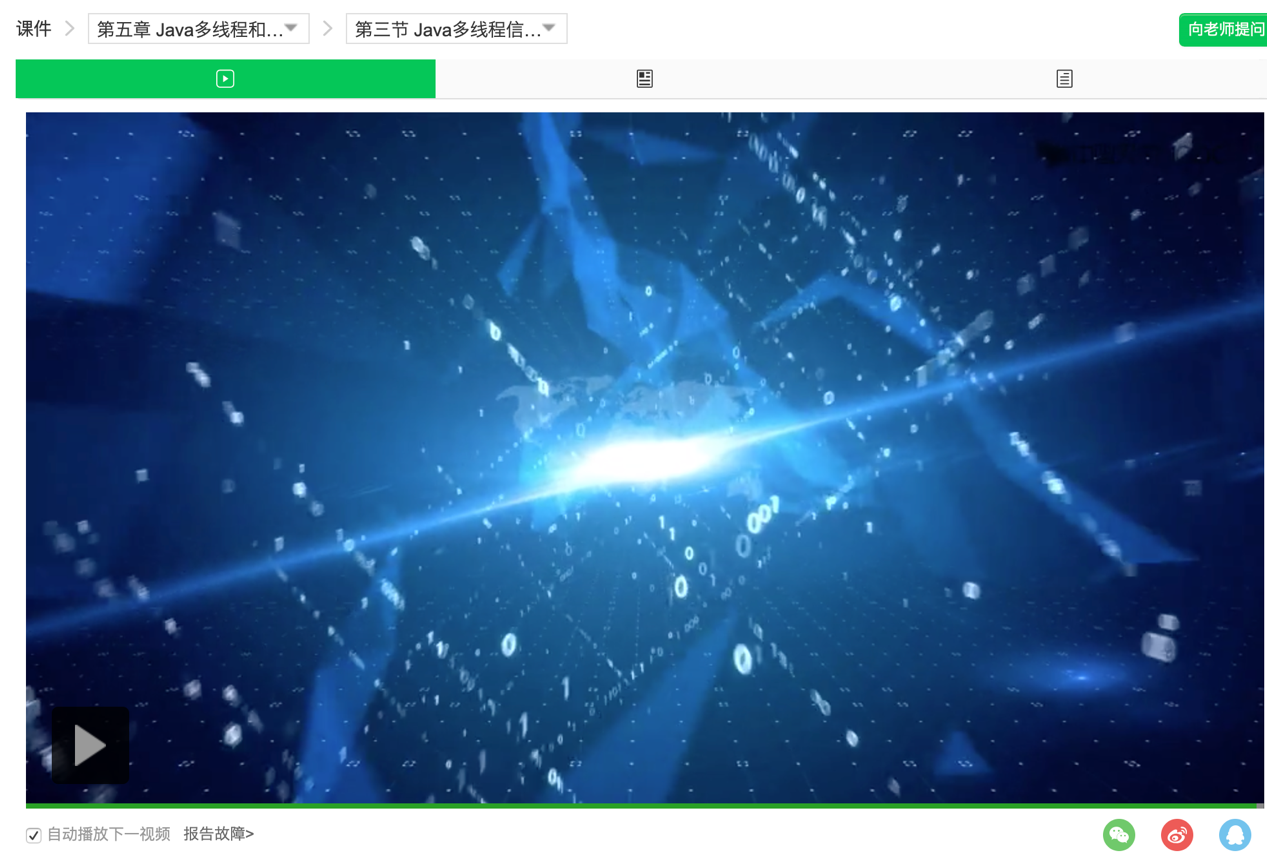 课件
第五章 Java多线程和...
第三节 Java多线程信...
向老师提问
自动播放下一视频 报告故障>